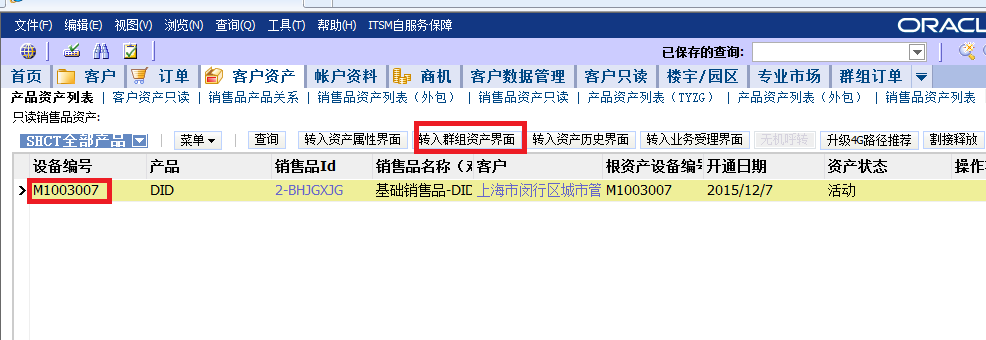 文件(F) 编辑(E) 视图(V) 浏览(N) 查询(Q) 工具(T) 帮助(H) ITSM自服务保障
ORACL
已保存的查询:
首页 客户 订单 客户资产 帐户资料 商机 客户数据管理 客户只读 楼宇/园区 专业市场 群组订单
产品资产列表 | 客户资产只读 | 销售品产品关系 | 销售品资产列表（外包） | 销售品资产 | 产品资产列表（TYZG） | 产品资产列表（外包） | 销售品资产列表
只读销售品资产:
SHCT全部产品 菜单 查询 转入资产属性界面 转入群组资产界面 转入资产历史界面 转入业务受理界面 无机呼转 升级4G路径推荐 割接释放
设备编号 产品 销售品Id 销售品名称（ 客户 根资产设备编号 开通日期 资产状态 操作
M1003007 DID 2-BHJGXJG 基础销售品-DID 上海市闵行区城市管 M1003007 2015/12/7 活动